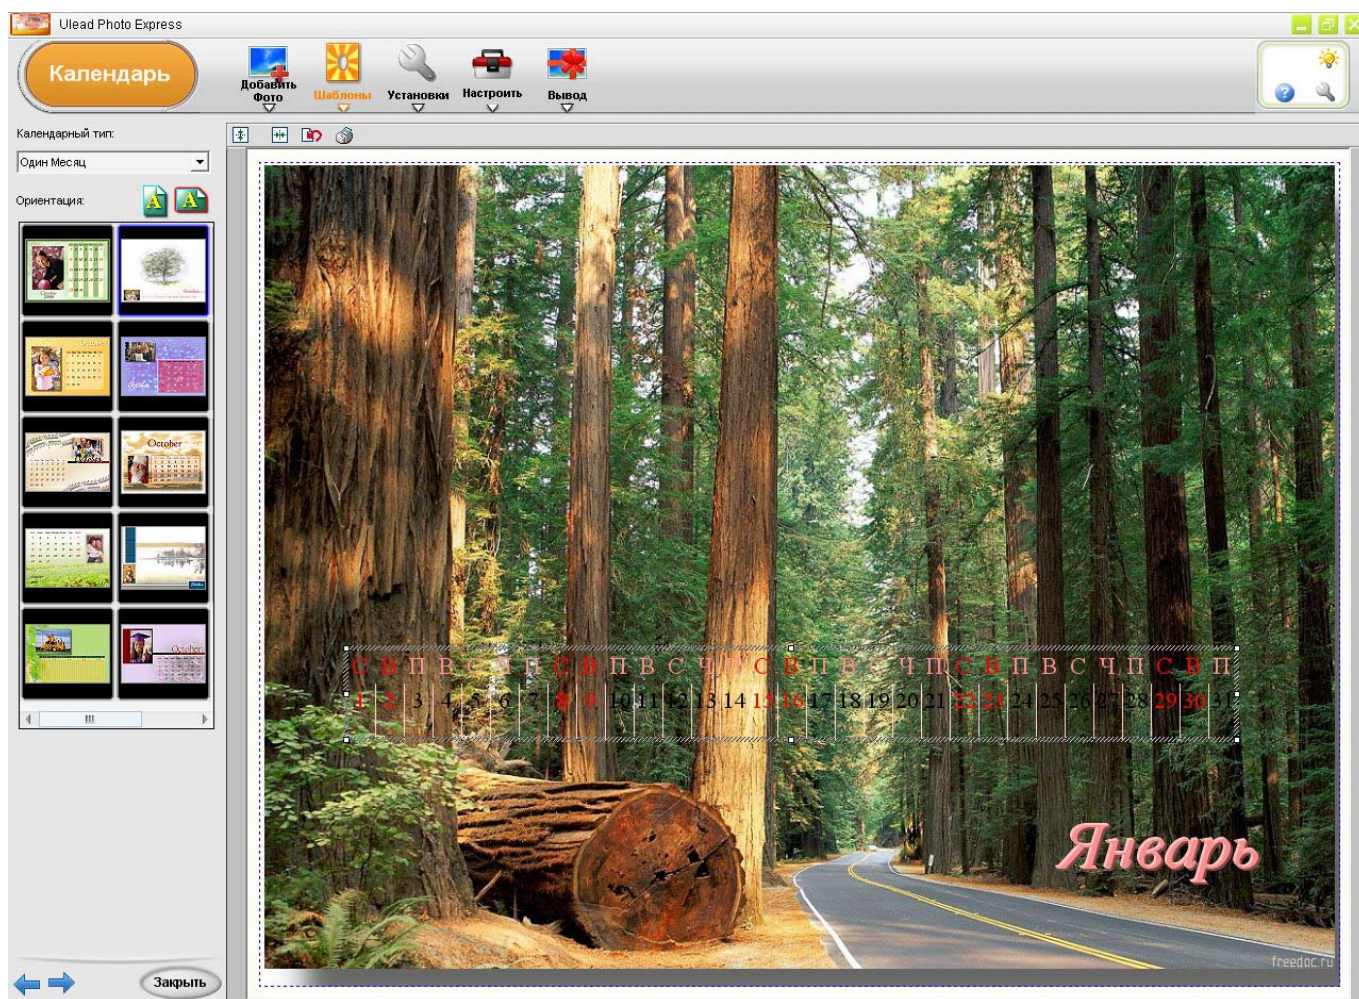 Ulead Photo Express
Календарь
Добавить Фото
Шаблоны
Установки
Настроить
Вывод
Календарный тип:
Один Месяц
Ориентация:
October
October
October
С В П В С Ч П С В П В С Ч П С В П В С Ч П С В П В С Ч П С В П
1 2 3 4 5 6 7 8 9 10 11 12 13 14 15 16 17 18 19 20 21 22 23 24 25 26 27 28 29 30 31
Январь
freedoc.ru
Закрыть